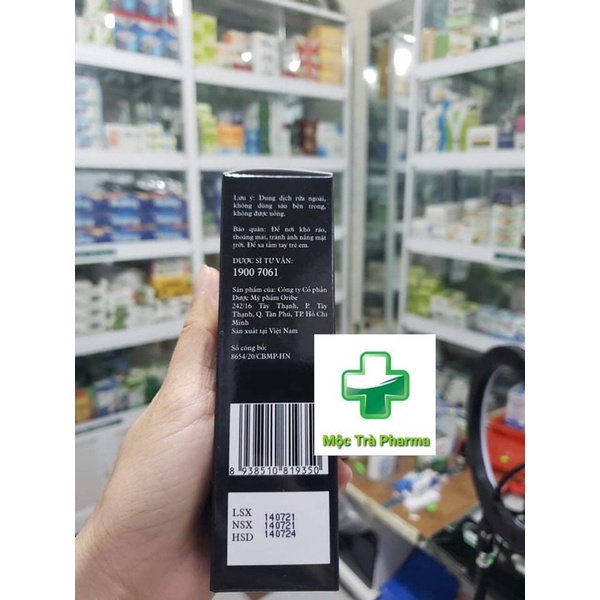 Lưu ý: Dung dịch rửa ngoài,
không dùng sâu bên trong,
không được uống.
Bảo quản: Để nơi khô ráo,
thoáng mát, tránh ánh nắng mặt
trời. Để xa tầm tay trẻ em.
DƯỢC SĨ TƯ VẤN:
1900 7061
Sản phẩm của: Công ty Cổ phần
Dược Mỹ phẩm Oribe
242/16 Tây Thạnh, P. Tây
Thạnh, Q. Tân Phú, TP. Hồ Chí
Minh
Sản xuất tại Việt Nam
Số công bố:
8654/20/CBMP-HN
Mộc Trà Pharma
8 938510 819350
LSX 140721
NSX 140721
HSD 140724